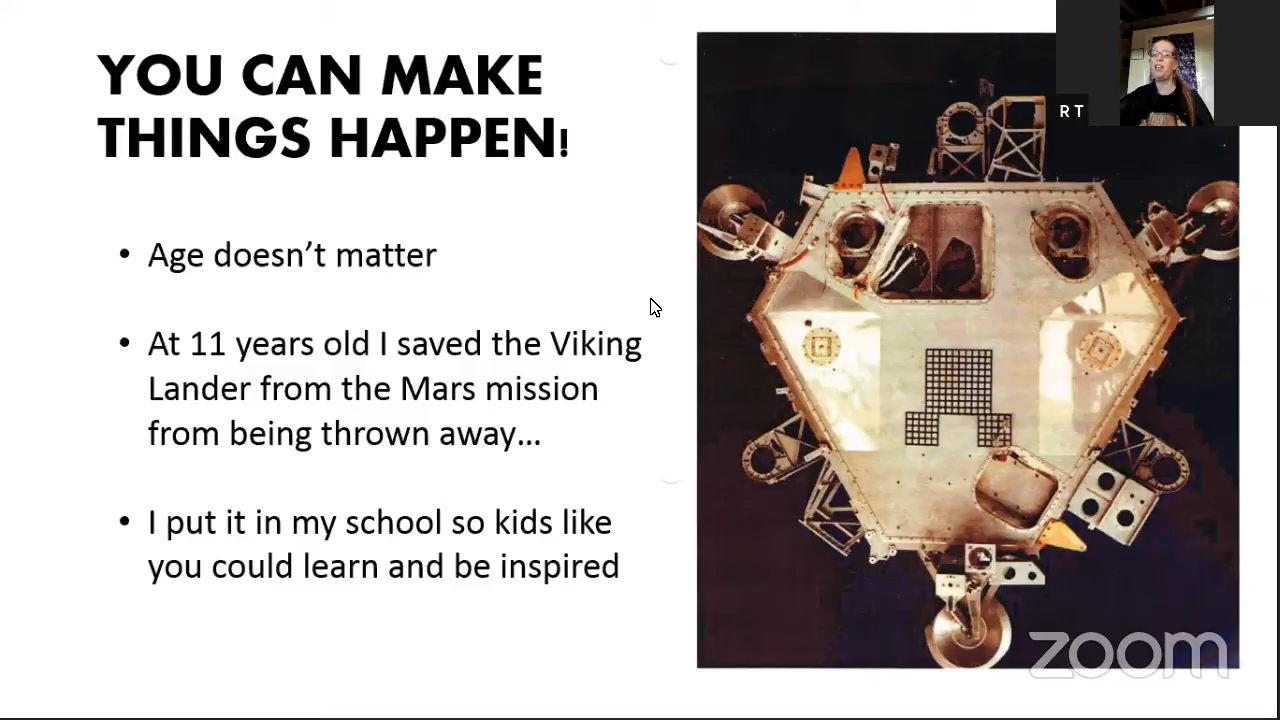 YOU CAN MAKE
THINGS HAPPEN!
• Age doesn’t matter
• At 11 years old I saved the Viking
Lander from the Mars mission
from being thrown away…
• I put it in my school so kids like
you could learn and be inspired
R T
zoom